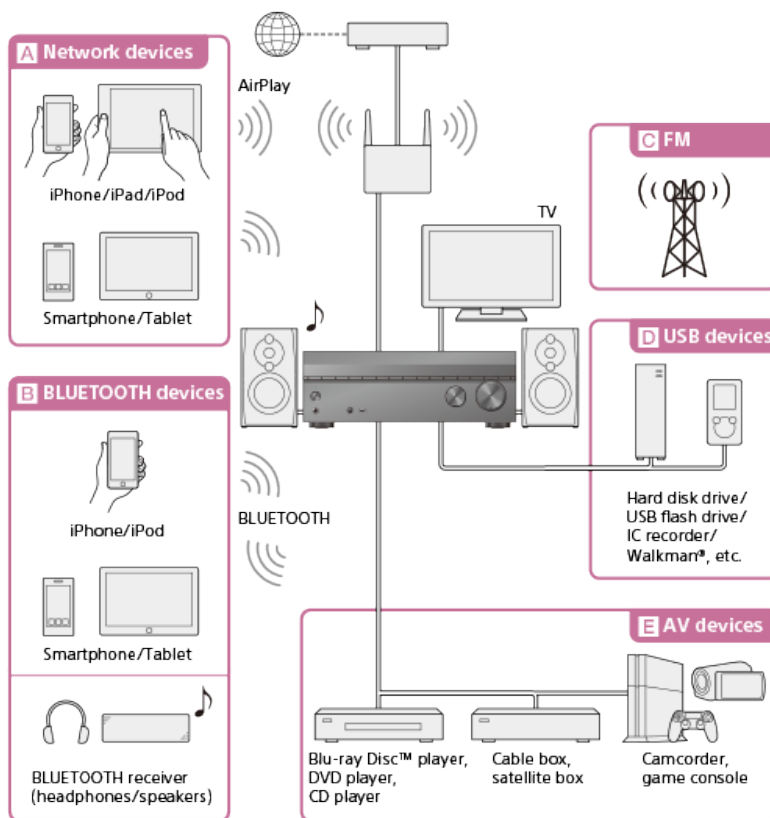 A Network devices
iPhone/iPad/iPod
Smartphone/Tablet
AirPlay
TV
C FM
D USB devices
Hard disk drive/
USB flash drive/
IC recorder/
Walkman®, etc.
B BLUETOOTH devices
iPhone/iPod
Smartphone/Tablet
BLUETOOTH receiver
(headphones/speakers)
BLUETOOTH
E AV devices
Blu-ray Disc™ player,
DVD player,
CD player
Cable box,
satellite box
Camcorder,
game console